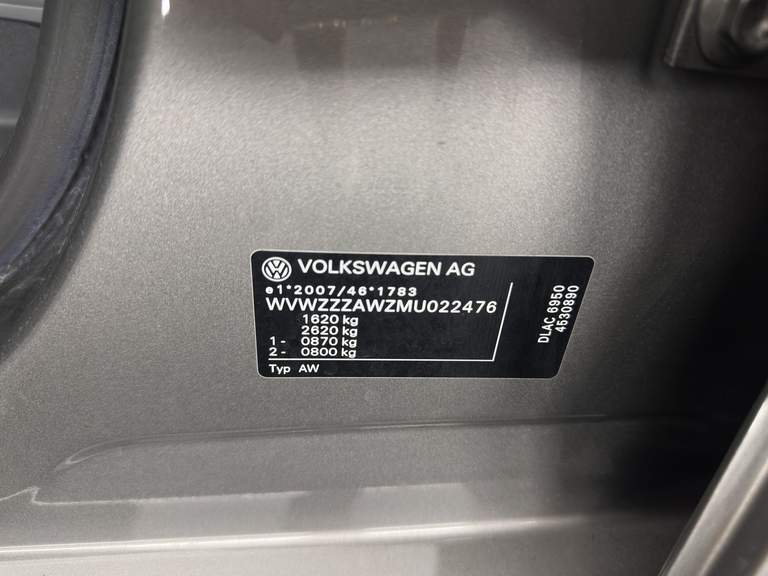 VOLKSWAGEN AG
e1*2007/46*1783
WVWZZZAWZMU022476
1620 kg
2620 kg
1 - 0870 kg
2 - 0800 kg
Typ AW
DLAC 6950
4530890